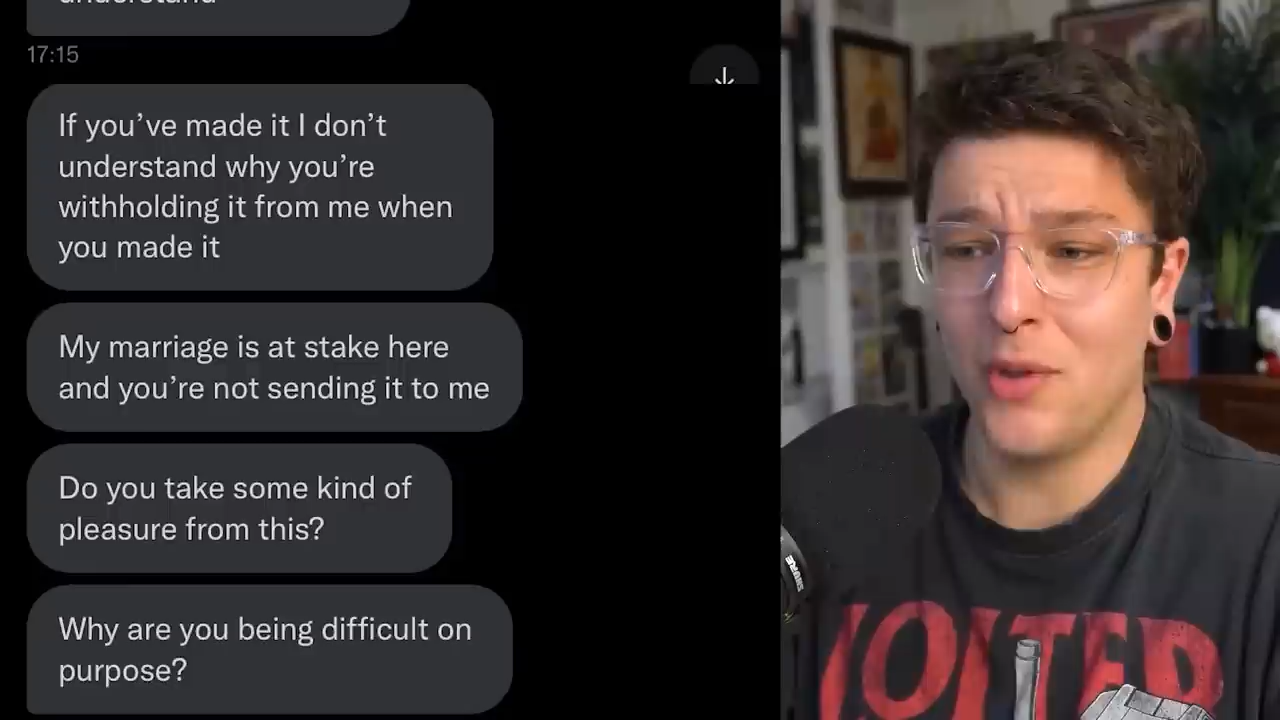 understand
17:15
If you’ve made it I don’t
understand why you’re
withholding it from me when
you made it
My marriage is at stake here
and you’re not sending it to me
Do you take some kind of
pleasure from this?
Why are you being difficult on
purpose?
SHURE